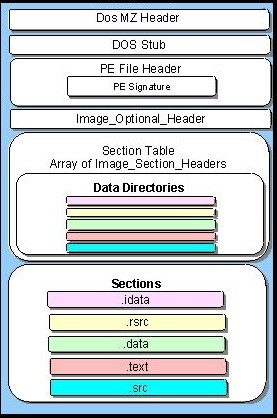 Dos MZ Header
DOS Stub
PE File Header
PE Signature
Image_Optional_Header
Section Table
Array of Image_Section_Headers
Data Directories
Sections
.idata
.rsrc
.data
.text
.src